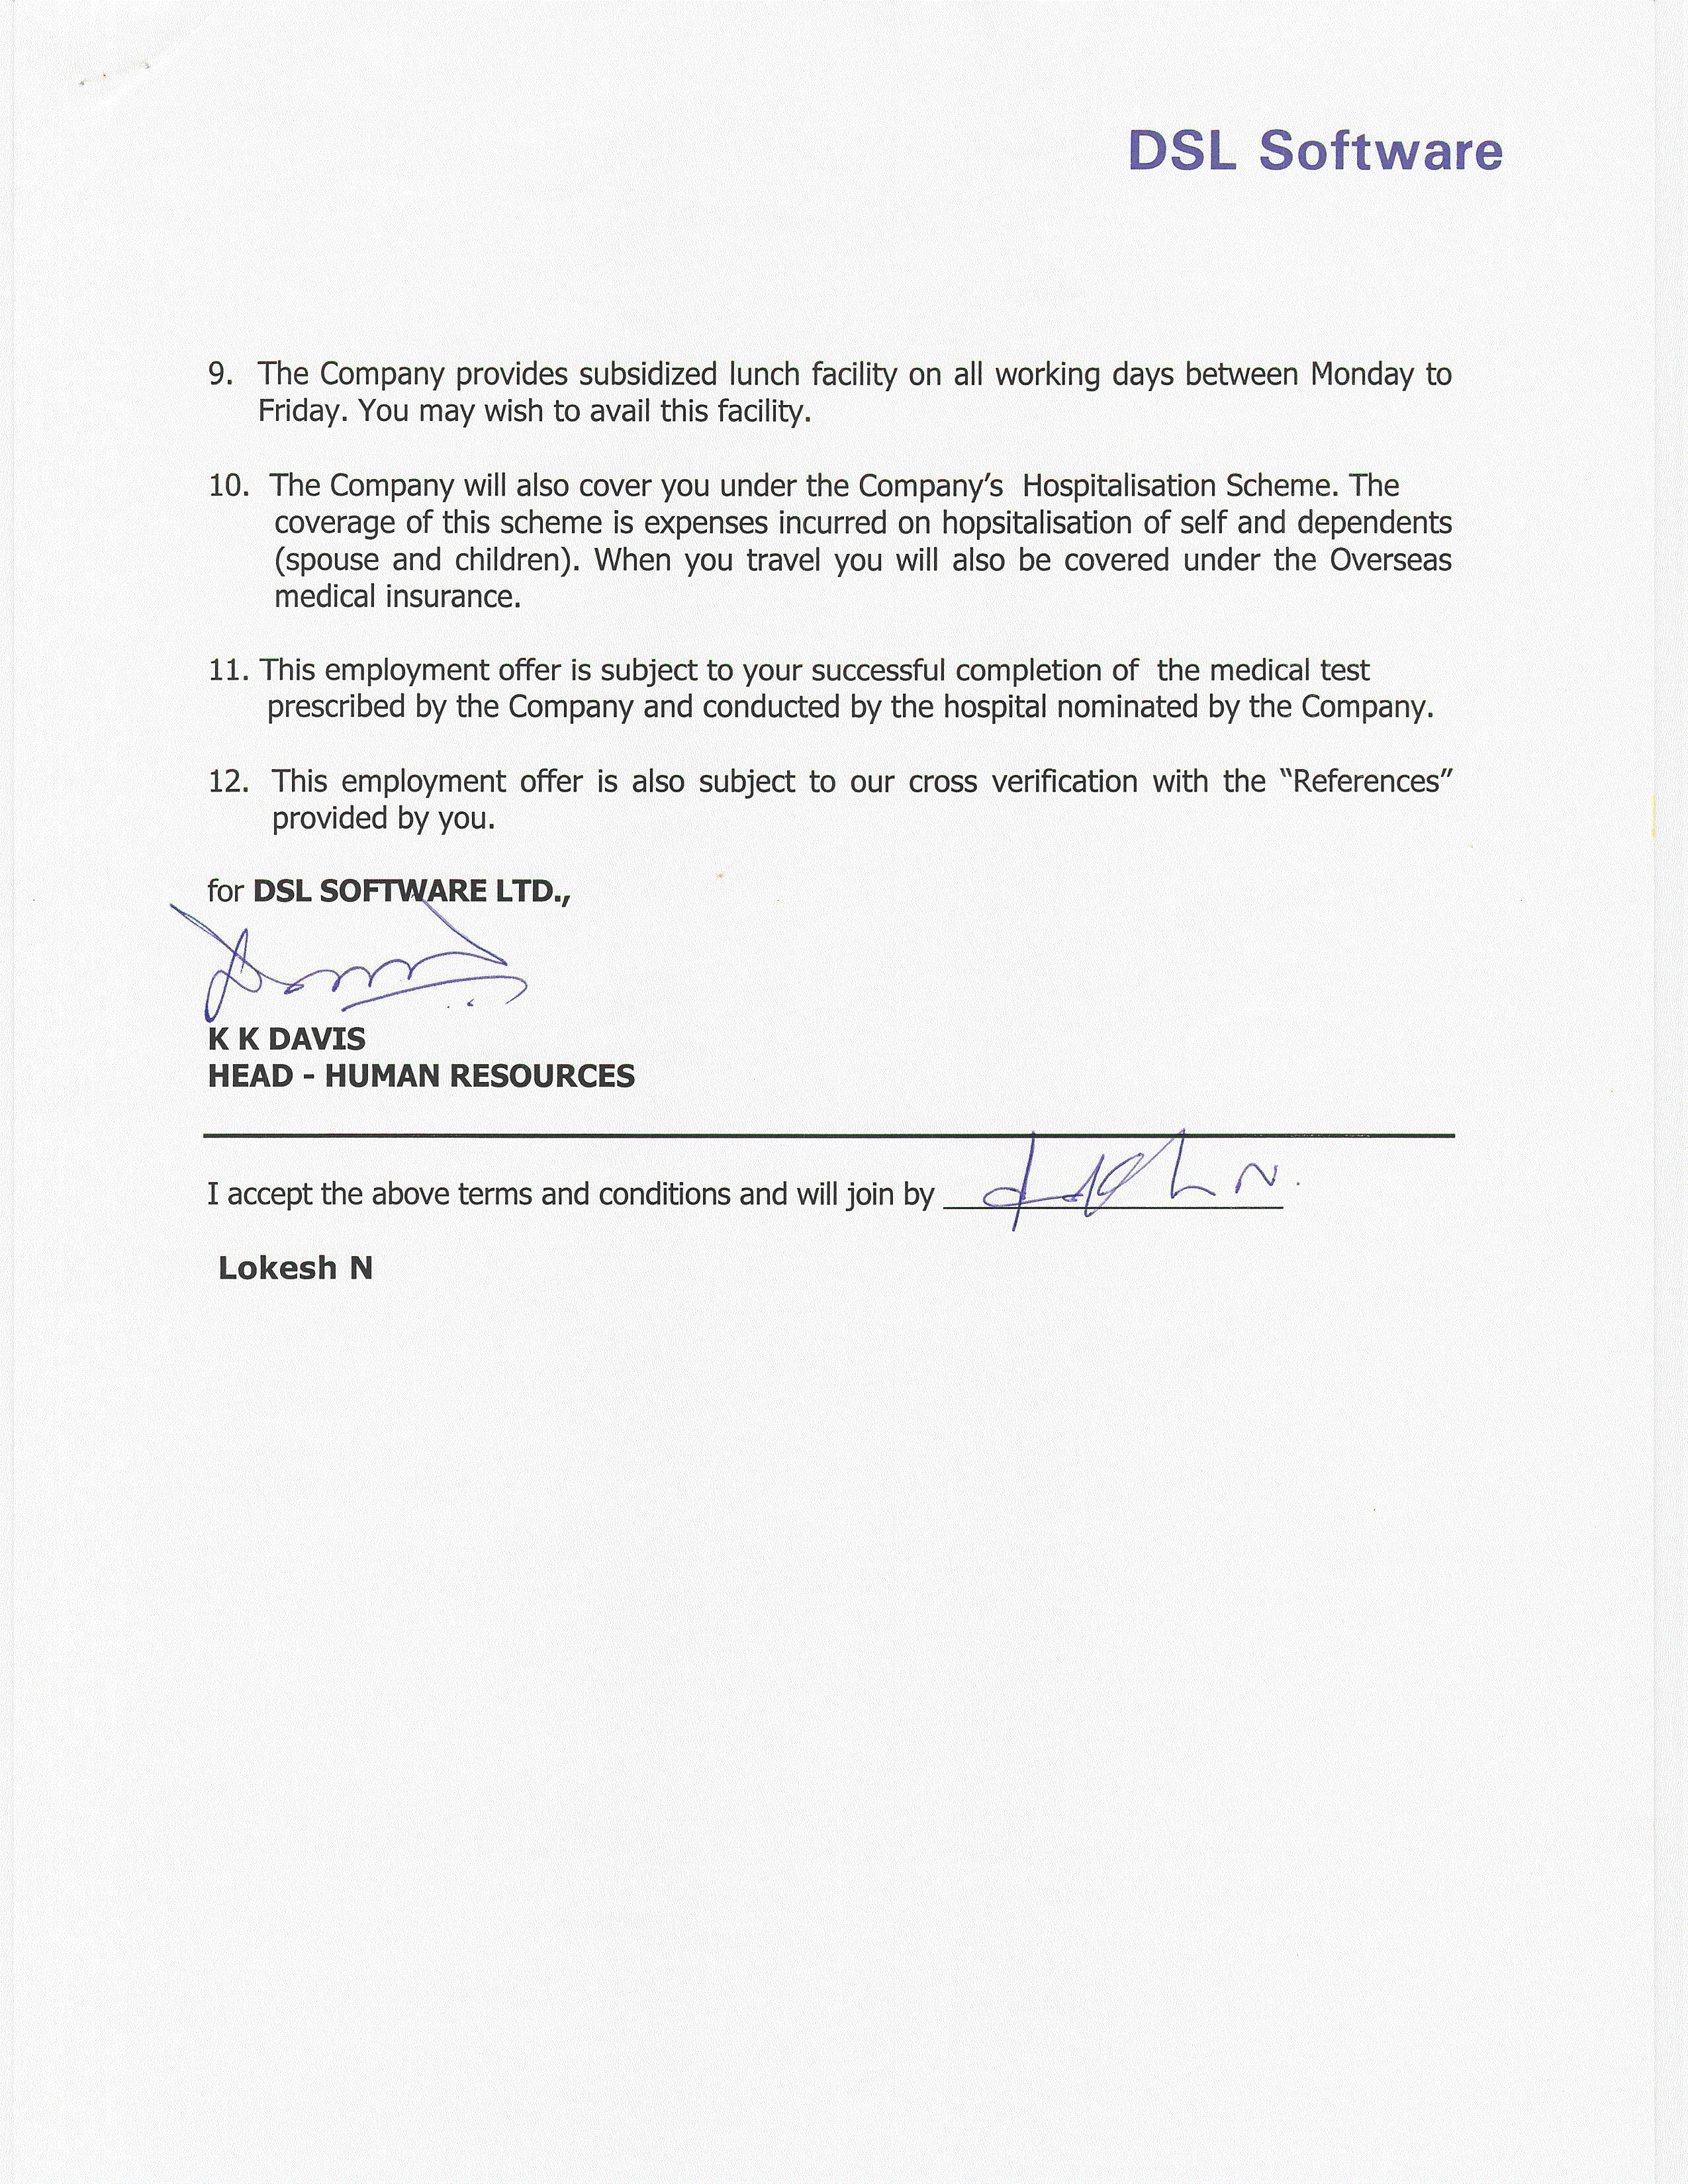 DSL Software
9. The Company provides subsidized lunch facility on all working days between Monday to
Friday. You may wish to avail this facility.
10. The Company will also cover you under the Company's Hospitalisation Scheme. The
coverage of this scheme is expenses incurred on hopsitalisation of self and dependents
(spouse and children). When you travel you will also be covered under the Overseas
medical insurance.
11. This employment offer is subject to your successful completion of the medical test
prescribed by the Company and conducted by the hospital nominated by the Company.
12. This employment offer is also subject to our cross verification with the “References”
provided by you.
for DSL SOFTWARE LTD.,
K K DAVIS
HEAD - HUMAN RESOURCES
I accept the above terms and conditions and will join by
Lokesh N